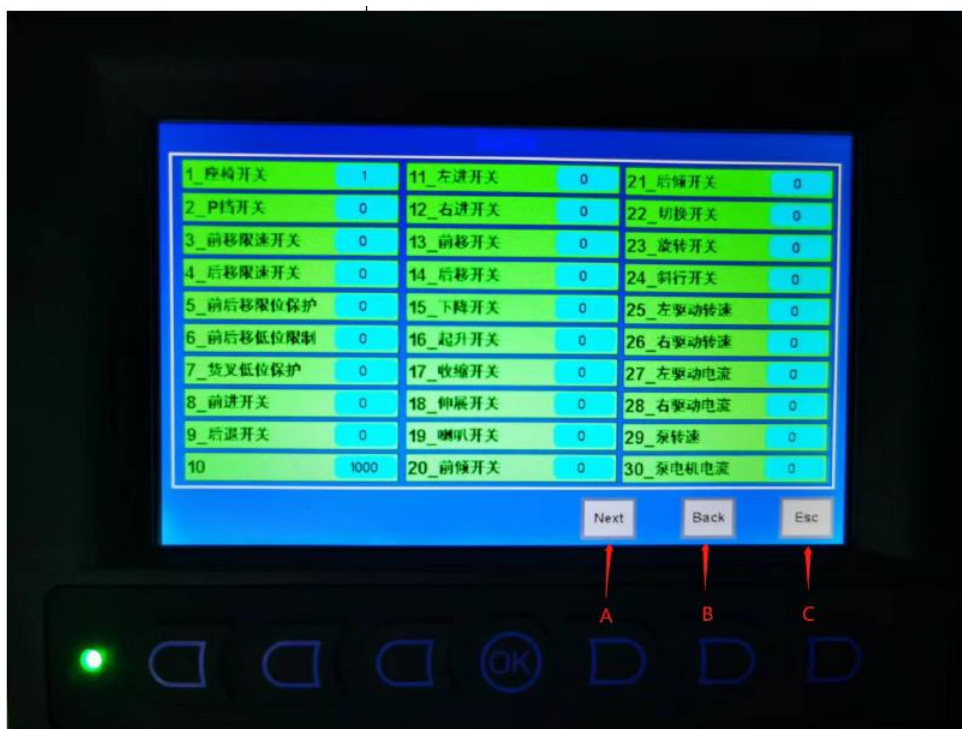 1_座椅开关 1
2_P挡开关 0
3_前移限速开关 0
4_后移限速开关 0
5_前后移限位保护 0
6_前后移低位限制 0
7_货叉低位保护 0
8_前进开关 0
9_后退开关 0
10 1000
11_左进开关 0
12_右进开关 0
13_前移开关 0
14_后移开关 0
15_下降开关 0
16_起升开关 0
17_收缩开关 0
18_伸展开关 0
19_喇叭开关 0
20_前倾开关 0
21_后倾开关 0
22_切换开关 0
23_旋转开关 0
24_斜行开关 0
25_左驱动转速 0
26_右驱动转速 0
27_左驱动电流 0
28_右驱动电流 0
29_泵转速 0
30_泵电机电流 0
Next Back Esc
A B C
OK